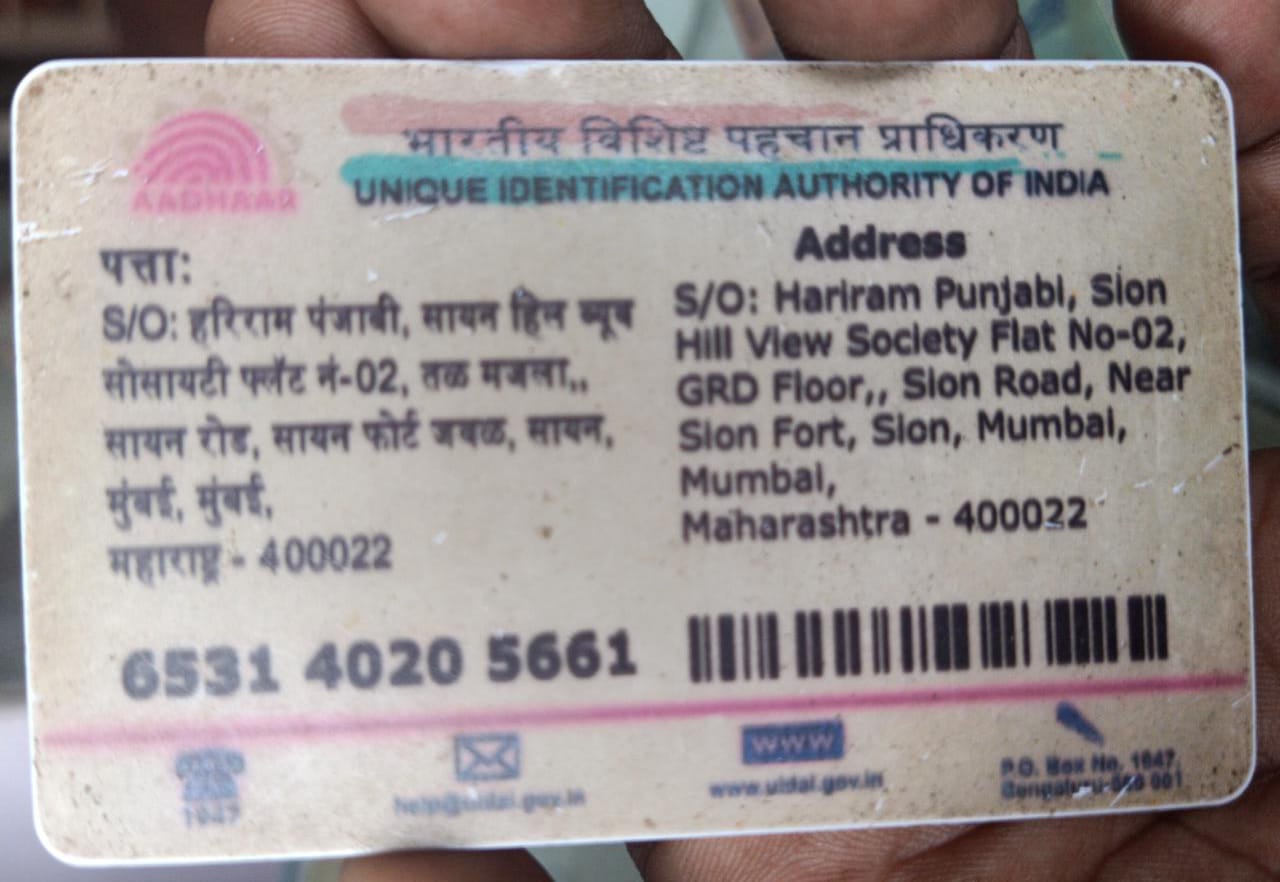 AADHAAR
भारतीय विशिष्ट पहचान प्राधिकरण
UNIQUE IDENTIFICATION AUTHORITY OF INDIA
पत्ता:
S/O: हरिराम पंजाबी, सायन हिल व्यूव
सोसायटी फ्लॅट नं-02, तळ मजला,,
सायन रोड, सायन फोर्ट जवळ, सायन,
मुंबई, मुंबई,
महाराष्ट्र - 400022
Address
S/O: Hariram Punjabi, Sion
Hill View Society Flat No-02,
GRD Floor,, Sion Road, Near
Sion Fort, Sion, Mumbai,
Mumbai,
Maharashtra - 400022
6531 4020 5661
1947
help@uidai.gov.in
www
www.uidai.gov.in
P.O. Box No. 1947,
Bengaluru-560 001